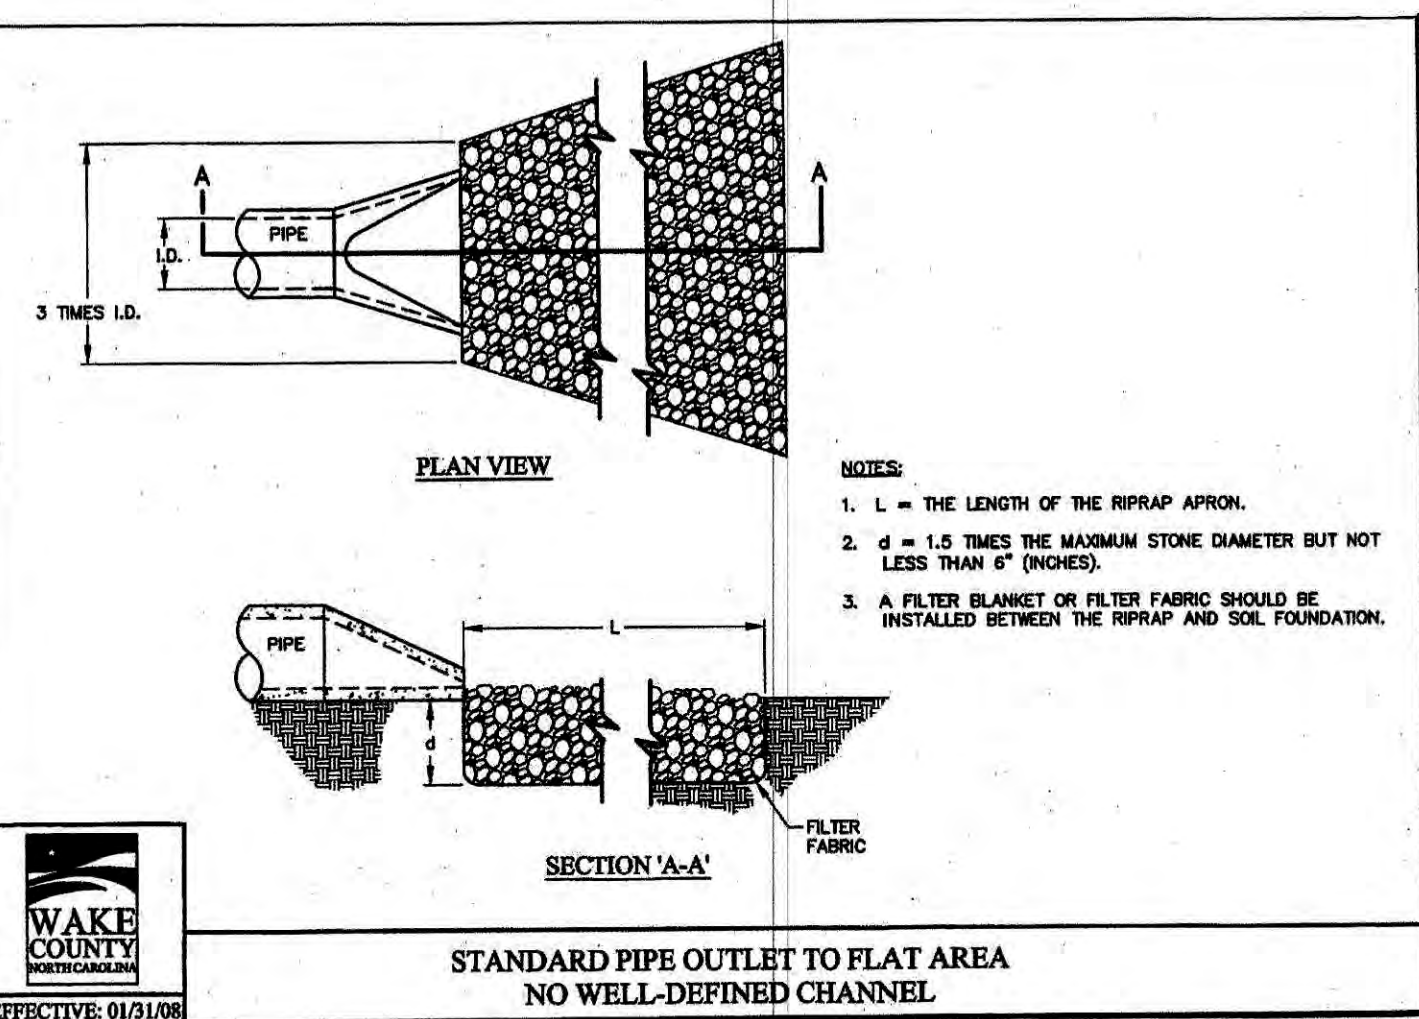 A
A
PIPE
I.D.
3 TIMES I.D.
PLAN VIEW
NOTES:
1. L = THE LENGTH OF THE RIPRAP APRON.
2. d = 1.5 TIMES THE MAXIMUM STONE DIAMETER BUT NOT
LESS THAN 6" (INCHES).
3. A FILTER BLANKET OR FILTER FABRIC SHOULD BE
INSTALLED BETWEEN THE RIPRAP AND SOIL FOUNDATION.
L
PIPE
d
FILTER
FABRIC
SECTION 'A-A'
WAKE
COUNTY
NORTH CAROLINA
EFFECTIVE: 01/31/08
STANDARD PIPE OUTLET TO FLAT AREA
NO WELL-DEFINED CHANNEL